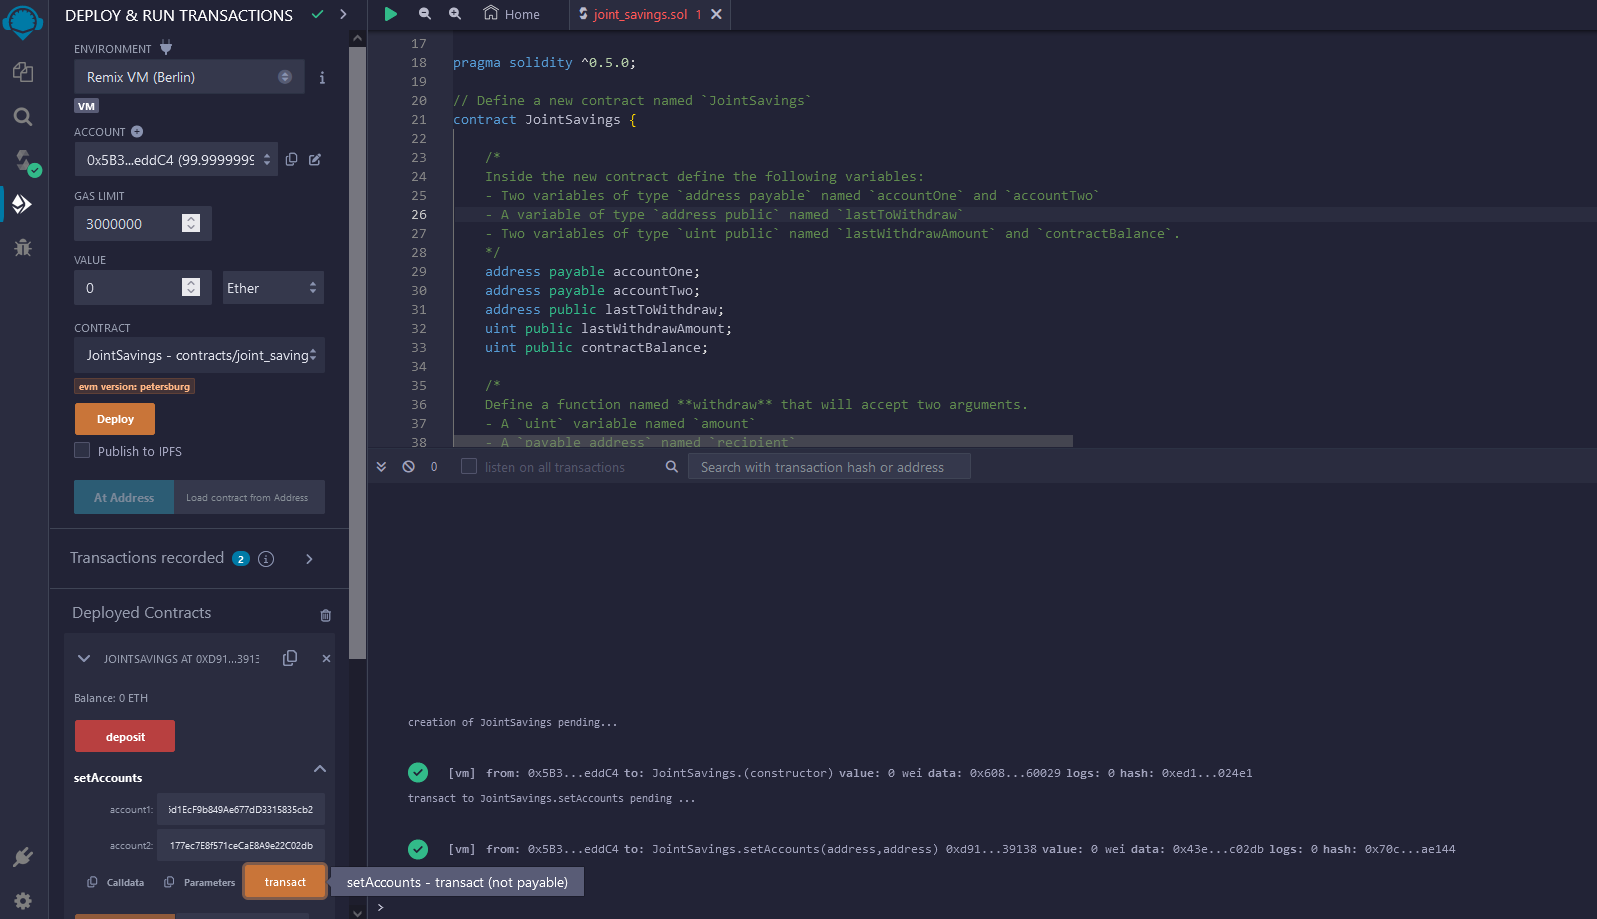 DEPLOY & RUN TRANSACTIONS
ENVIRONMENT
Remix VM (Berlin)
VM
ACCOUNT
0x5B3...eddC4 (99.9999999
GAS LIMIT
3000000
VALUE
0
Ether
CONTRACT
JointSavings - contracts/joint_saving
evm version: petersburg
Deploy
Publish to IPFS
At Address
Load contract from Address
Transactions recorded 2
Deployed Contracts
JOINTSAVINGS AT 0XD91...3913
Balance: 0 ETH
deposit
setAccounts
account1: id1EcF9b849Ae677dD3315835cb2
account2: 177ec7E8f571ceCaE8A9e22C02db
Calldata
Parameters
transact
setAccounts - transact (not payable)
Home
joint_savings.sol 1
17
18 pragma solidity ^0.5.0;
19
20 // Define a new contract named `JointSavings`
21 contract JointSavings {
22
23 /*
24 Inside the new contract define the following variables:
25 - Two variables of type `address payable` named `accountOne` and `accountTwo`
26 - A variable of type `address public` named `lastToWithdraw`
27 - Two variables of type `uint public` named `lastWithdrawAmount` and `contractBalance`.
28 */
29 address payable accountOne;
30 address payable accountTwo;
31 address public lastToWithdraw;
32 uint public lastWithdrawAmount;
33 uint public contractBalance;
34
35 /*
36 Define a function named **withdraw** that will accept two arguments.
37 - A `uint` variable named `amount`
38 - A `payable address` named `recipient`
0
listen on all transactions
Search with transaction hash or address
creation of JointSavings pending...
[vm] from: 0x5B3...eddC4 to: JointSavings.(constructor) value: 0 wei data: 0x608...60029 logs: 0 hash: 0xed1...024e1
transact to JointSavings.setAccounts pending ...
[vm] from: 0x5B3...eddC4 to: JointSavings.setAccounts(address,address) 0xd91...39138 value: 0 wei data: 0x43e...c02db logs: 0 hash: 0x70c...ae144
>